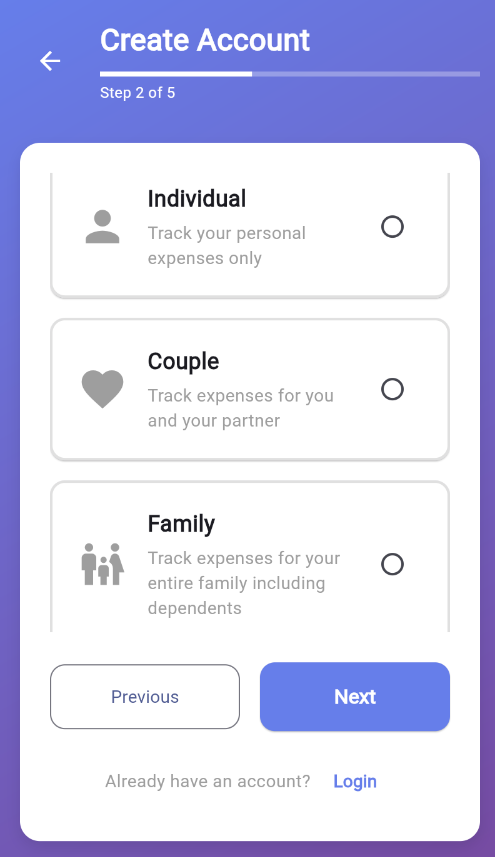 Create Account
Step 2 of 5
Individual
Track your personal
expenses only
Couple
Track expenses for you
and your partner
Family
Track expenses for your
entire family including
dependents
Previous
Next
Already have an account? Login